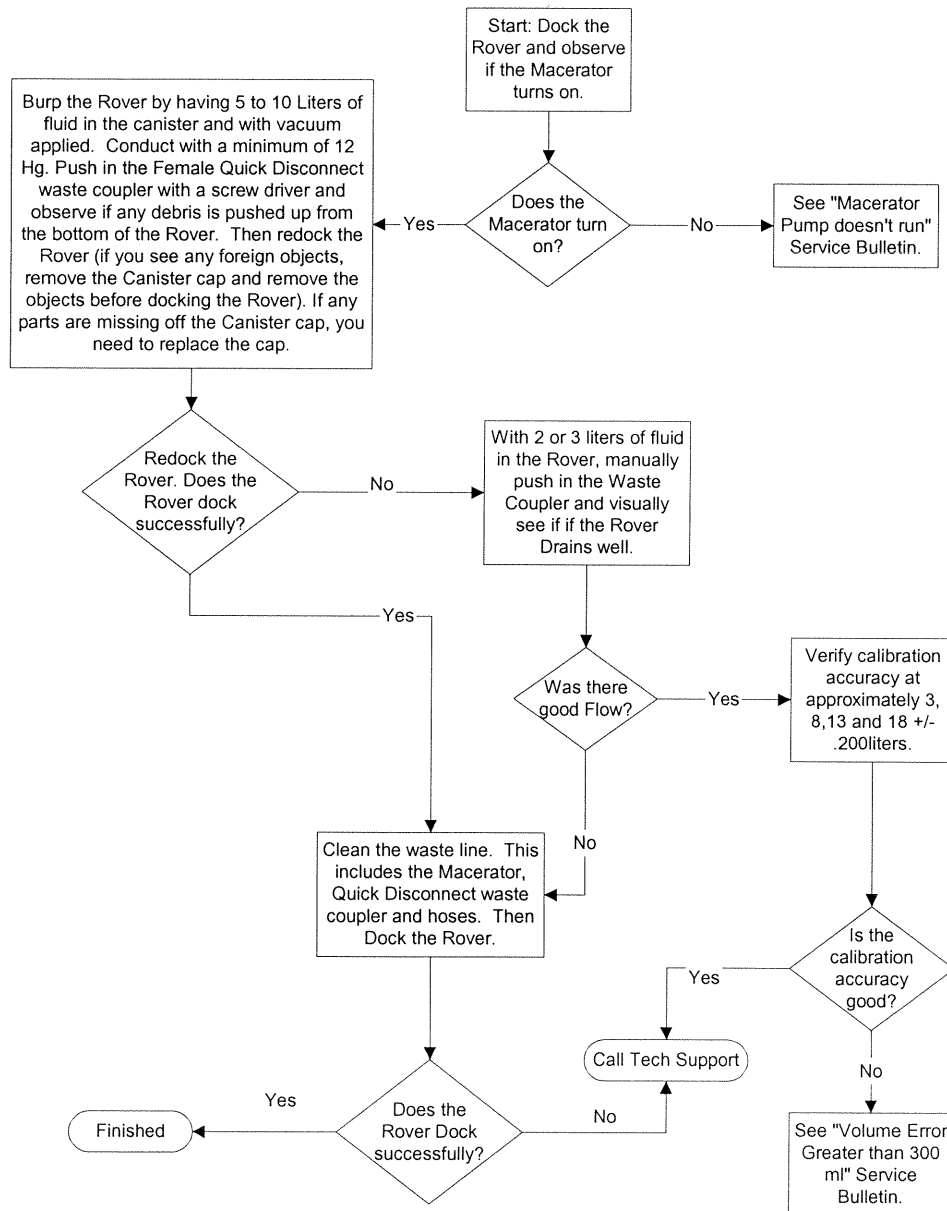 Start: Dock the
Rover and observe
if the Macerator
turns on.
Burp the Rover by having 5 to 10 Liters of
fluid in the canister and with vacuum
applied. Conduct with a minimum of 12
Hg. Push in the Female Quick Disconnect
waste coupler with a screw driver and
observe if any debris is pushed up from
the bottom of the Rover. Then redock the
Rover (if you see any foreign objects,
remove the Canister cap and remove the
objects before docking the Rover). If any
parts are missing off the Canister cap, you
need to replace the cap.
Yes
Does the
Macerator turn
on?
No
See "Macerator
Pump doesn't run"
Service Bulletin.
Redock the
Rover. Does the
Rover dock
successfully?
No
With 2 or 3 liters of fluid
in the Rover, manually
push in the Waste
Coupler and visually
see if if the Rover
Drains well.
Yes
Was there
good Flow?
Yes
Verify calibration
accuracy at
approximately 3,
8,13 and 18 +/-
.200liters.
No
Clean the waste line. This
includes the Macerator,
Quick Disconnect waste
coupler and hoses. Then
Dock the Rover.
Is the
calibration
accuracy
good?
Yes
Call Tech Support
No
Does the
Rover Dock
successfully?
Yes
No
Finished
See "Volume Error
Greater than 300
ml" Service
Bulletin.